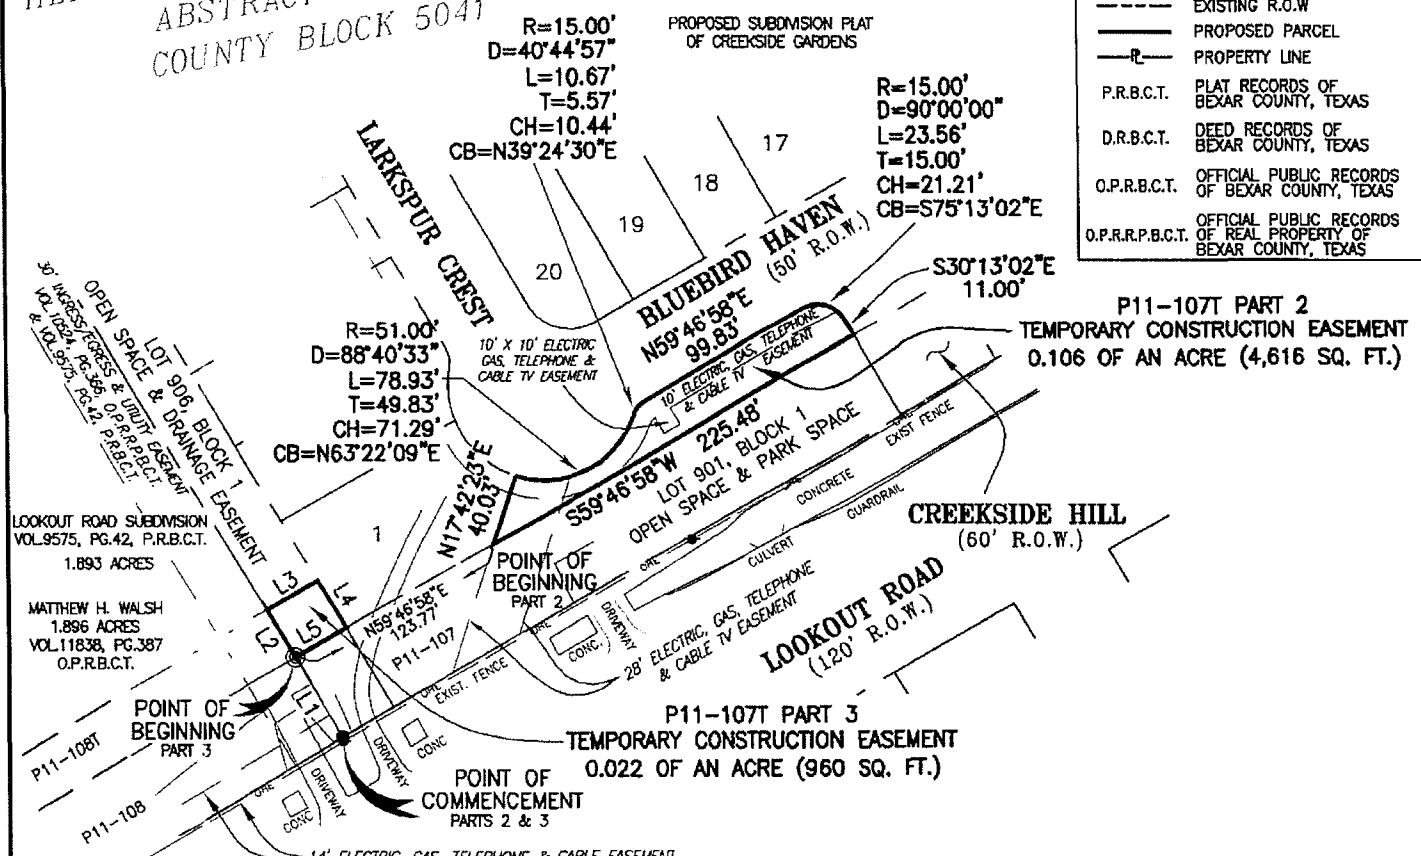 ABSTRACT
COUNTY BLOCK 5041
R=15.00'
D=40°44'57"
L=10.67'
T=5.57'
CH=10.44'
CB=N39°24'30"E
PROPOSED SUBDIVISION PLAT
OF CREEKSIDE GARDENS
EXISTING R.O.W
PROPOSED PARCEL
PROPERTY LINE
P.R.B.C.T. PLAT RECORDS OF
BEXAR COUNTY, TEXAS
D.R.B.C.T. DEED RECORDS OF
BEXAR COUNTY, TEXAS
O.P.R.B.C.T. OFFICIAL PUBLIC RECORDS
OF BEXAR COUNTY, TEXAS
O.P.R.R.P.B.C.T. OFFICIAL PUBLIC RECORDS
OF REAL PROPERTY OF
BEXAR COUNTY, TEXAS
R=15.00'
D=90°00'00"
L=23.56'
T=15.00'
CH=21.21'
CB=S75°13'02"E
LARKSPUR CREST
17
18
19
20
BLUEBIRD HAVEN
(50' R.O.W.)
N59°46'58"E
99.83'
S30°13'02"E
11.00'
P11-107T PART 2
TEMPORARY CONSTRUCTION EASEMENT
0.106 OF AN ACRE (4,616 SQ. FT.)
R=51.00'
D=88°40'33"
L=78.93'
T=49.83'
CH=71.29'
CB=N63°22'09"E
10' X 10' ELECTRIC
GAS, TELEPHONE &
CABLE TV EASEMENT
10' ELECTRIC, GAS, TELEPHONE
& CABLE TV EASEMENT
LOT 906, BLOCK 1
OPEN SPACE & DRAINAGE EASEMENT
30' INGRESS/EGRESS & UTILITY EASEMENT
VOL.10524, PG.366, O.P.R.R.P.B.C.T
& VOL.9575, PG.42, P.R.B.C.T.
N17°42'23"E
40.03'
S59°46'58"W 225.48'
LOT 901, BLOCK 1
OPEN SPACE & PARK SPACE
OHE
EXIST FENCE
CONCRETE
GUARDRAIL
CULVERT
CREEKSIDE HILL
(60' R.O.W.)
LOOKOUT ROAD
(120' R.O.W.)
LOOKOUT ROAD SUBDIVISION
VOL.9575, PG.42, P.R.B.C.T.
1.893 ACRES
MATTHEW H. WALSH
1.896 ACRES
VOL.11838, PG.387
O.P.R.B.C.T.
1
L3
L4
L2
L5
L1
N59°46'58"E
123.77'
P11-107
POINT OF
BEGINNING
PART 2
OHE
OHE
OHE
EXIST. FENCE
CONC.
DRIVEWAY
28' ELECTRIC, GAS, TELEPHONE
& CABLE TV EASEMENT
POINT OF
BEGINNING
PART 3
P11-108T
P11-108
P11-107T PART 3
TEMPORARY CONSTRUCTION EASEMENT
0.022 OF AN ACRE (960 SQ. FT.)
POINT OF
COMMENCEMENT
PARTS 2 & 3
CONC
DRIVEWAY
DRIVEWAY
CONC
OHE
14' ELECTRIC, GAS, TELEPHONE & CABLE EASEMENT